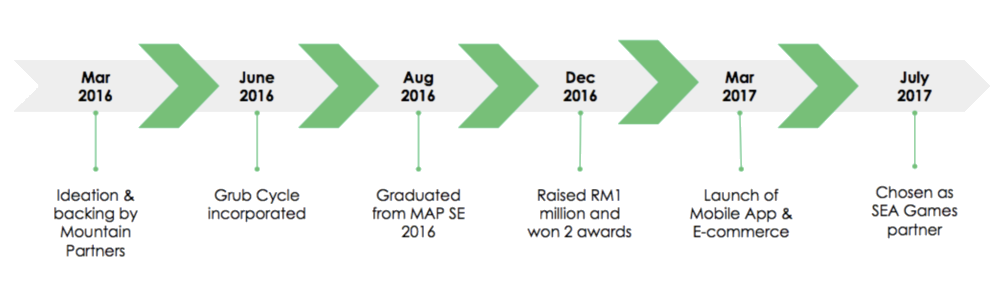 Mar
2016
June
2016
Aug
2016
Dec
2016
Mar
2017
July
2017
Ideation &
backing by
Mountain
Partners
Grub Cycle
incorporated
Graduated
from MAP SE
2016
Raised RM1
million and
won 2 awards
Launch of
Mobile App &
E-commerce
Chosen as
SEA Games
partner